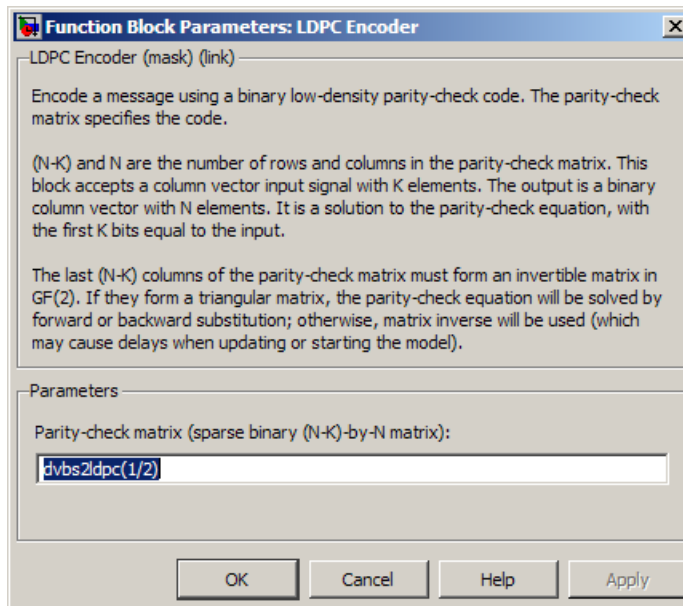 Function Block Parameters: LDPC Encoder
LDPC Encoder (mask) (link)
Encode a message using a binary low-density parity-check code. The parity-check
matrix specifies the code.
(N-K) and N are the number of rows and columns in the parity-check matrix. This
block accepts a column vector input signal with K elements. The output is a binary
column vector with N elements. It is a solution to the parity-check equation, with
the first K bits equal to the input.
The last (N-K) columns of the parity-check matrix must form an invertible matrix in
GF(2). If they form a triangular matrix, the parity-check equation will be solved by
forward or backward substitution; otherwise, matrix inverse will be used (which
may cause delays when updating or starting the model).
Parameters
Parity-check matrix (sparse binary (N-K)-by-N matrix):
dvbs2ldpc(1/2)
OK Cancel Help Apply